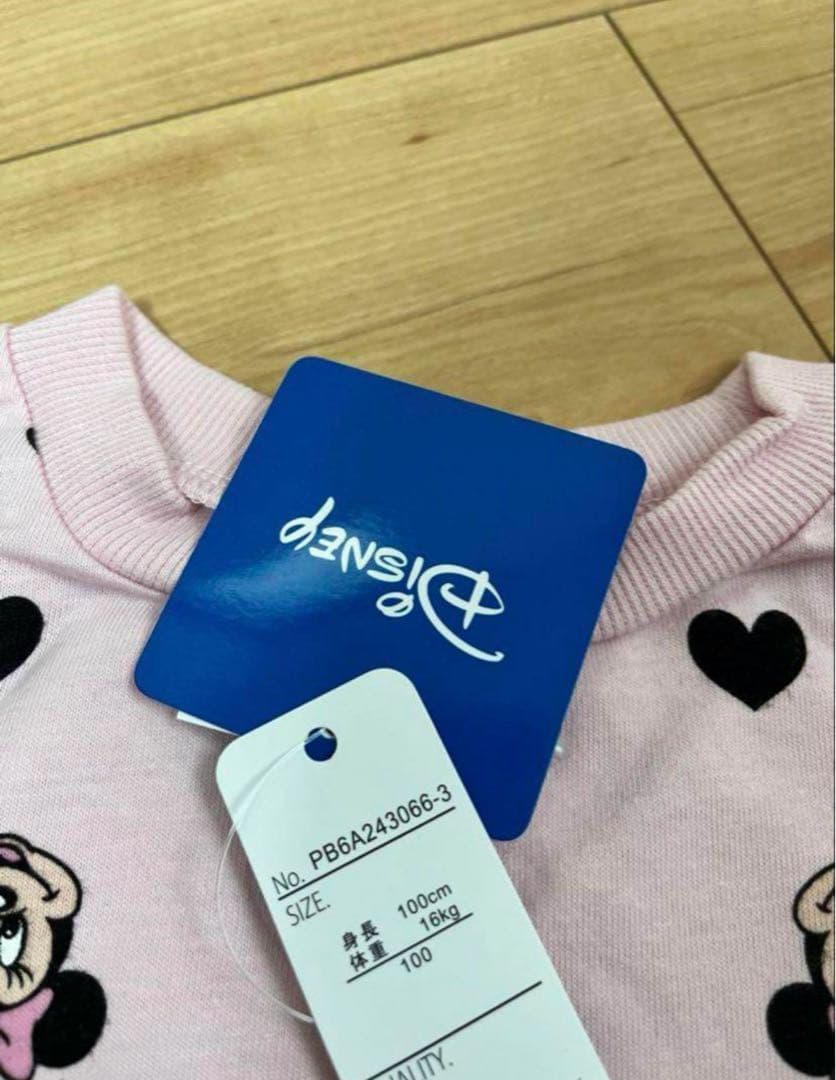 Disney
No. PB6A243066-3
SIZE.
身長 100cm
体重 16kg
100